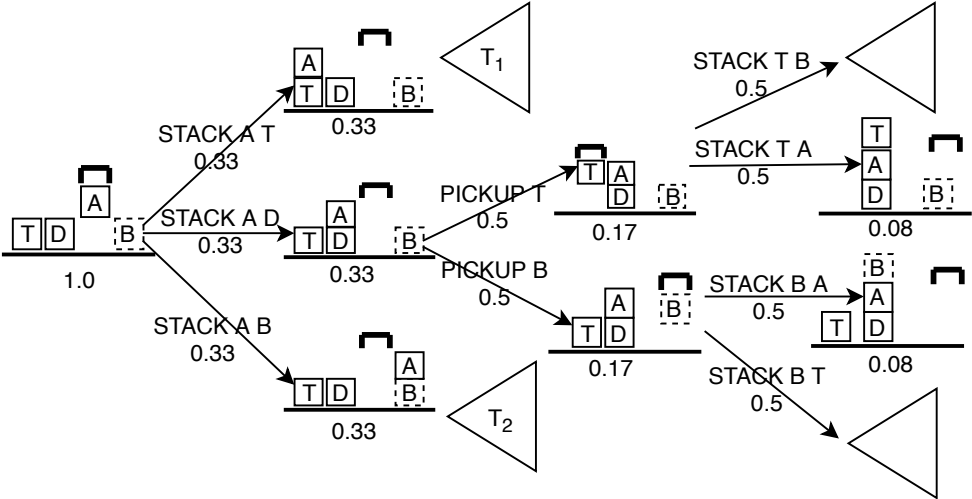 A
T D B
1.0
STACK A T
0.33
STACK A D
0.33
STACK A B
0.33
A
T D B
0.33
T₁
A
T D B
0.33
A
T D B
0.33
T₂
PICKUP T
0.5
PICKUP B
0.5
T A
D B
0.17
A B
T D
0.17
STACK T B
0.5
STACK T A
0.5
STACK B A
0.5
STACK B T
0.5
T
A
D B
0.08
B
A
T D
0.08